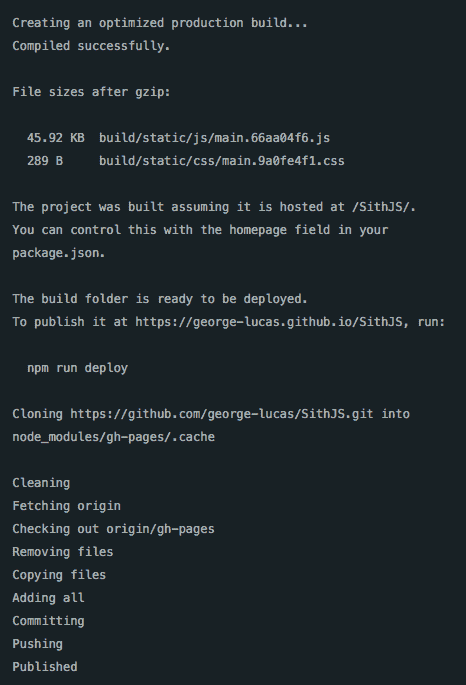 Creating an optimized production build...
Compiled successfully.
File sizes after gzip:
45.92 KB  build/static/js/main.66aa04f6.js
289 B     build/static/css/main.9a0fe4f1.css
The project was built assuming it is hosted at /SithJS/.
You can control this with the homepage field in your
package.json.
The build folder is ready to be deployed.
To publish it at https://george-lucas.github.io/SithJS, run:
npm run deploy
Cloning https://github.com/george-lucas/SithJS.git into
node_modules/gh-pages/.cache
Cleaning
Fetching origin
Checking out origin/gh-pages
Removing files
Copying files
Adding all
Committing
Pushing
Published